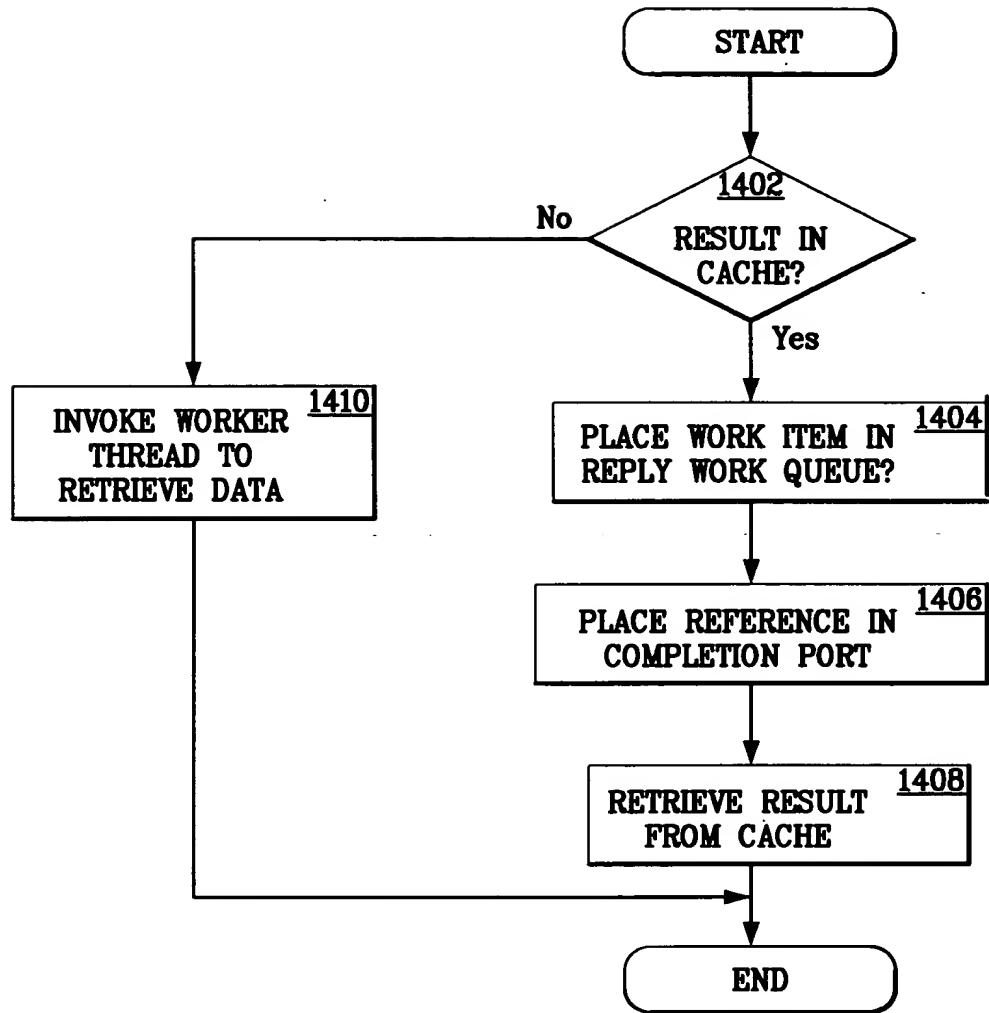 START
1402
RESULT IN
CACHE?
No
Yes
1410
INVOKE WORKER
THREAD TO
RETRIEVE DATA
1404
PLACE WORK ITEM IN
REPLY WORK QUEUE?
1406
PLACE REFERENCE IN
COMPLETION PORT
1408
RETRIEVE RESULT
FROM CACHE
END